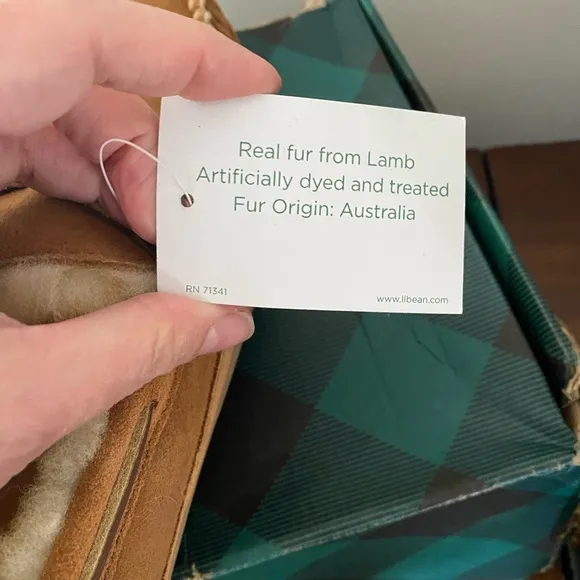 Real fur from Lamb
Artificially dyed and treated
Fur Origin: Australia
RN 71341
www.llbean.com